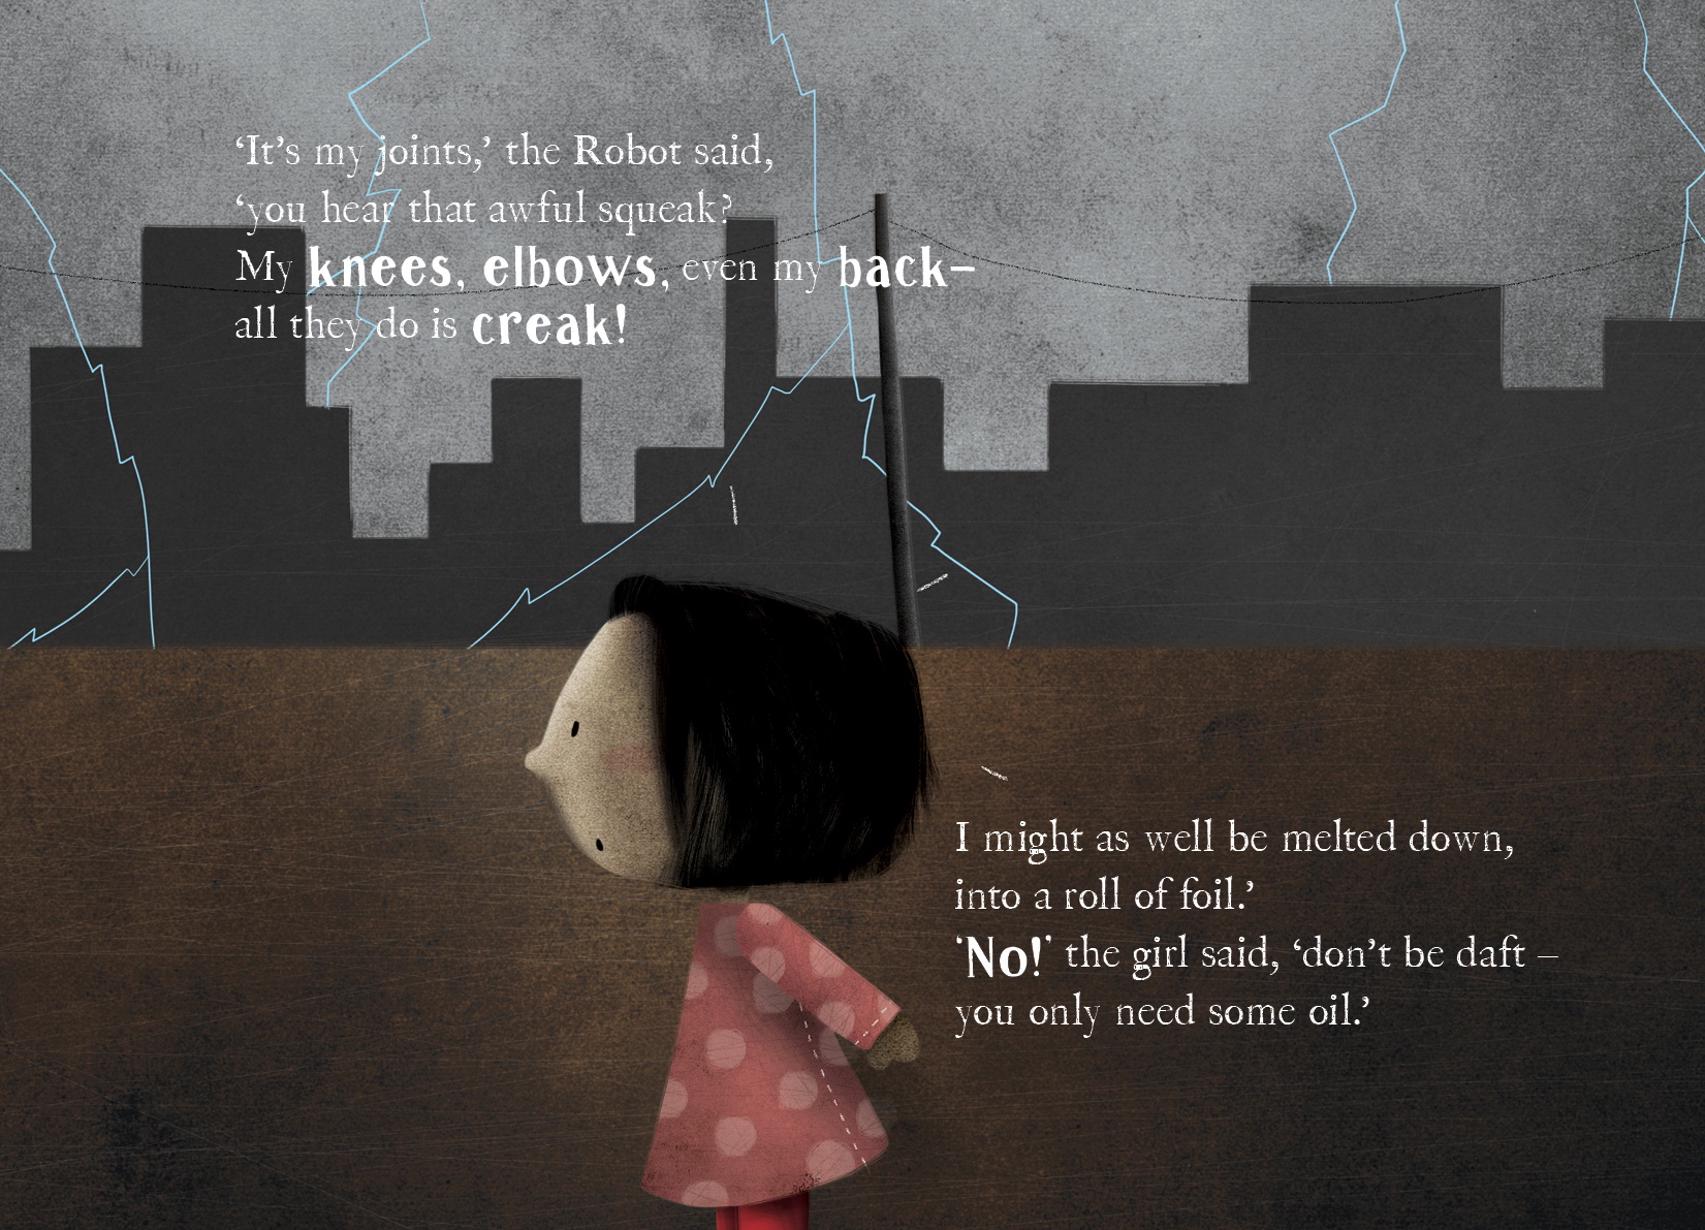 ‘It’s my joints,’ the Robot said,
‘you hear that awful squeak?
My knees, elbows, even my back–
all they do is creak!
I might as well be melted down,
into a roll of foil.’
‘No!’ the girl said, ‘don’t be daft –
you only need some oil.’